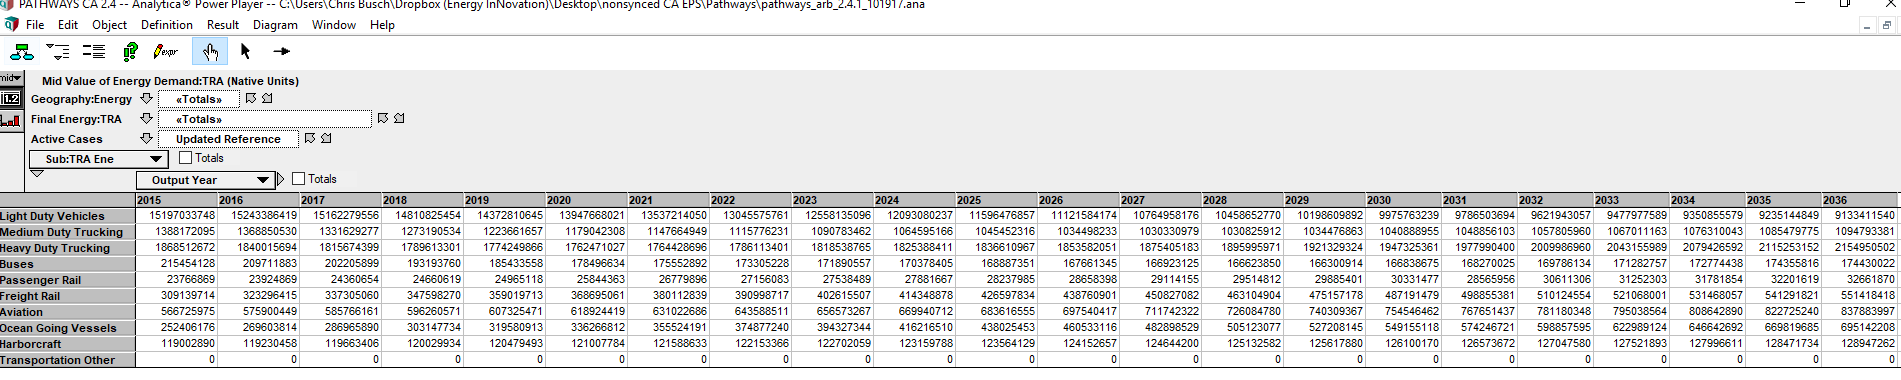 PATHWAYS CA 2.4 -- Analytica® Power Player -- C:\Users\Chris Busch\Dropbox (Energy InNovation)\Desktop\nonsynced CA EPS\Pathways\pathways_arb_2.4.1_101917.ana
File Edit Object Definition Result Diagram Window Help
expr
mid Mid Value of Energy Demand:TRA (Native Units)
1.2 Geography:Energy «Totals»
Final Energy:TRA «Totals»
Active Cases Updated Reference
Sub:TRA Ene Totals
Output Year Totals
2015 2016 2017 2018 2019 2020 2021 2022 2023 2024 2025 2026 2027 2028 2029 2030 2031 2032 2033 2034 2035 2036
Light Duty Vehicles 15197033748 15243386419 15162279556 14810825454 14372810645 13947668021 13537214050 13045575761 12558135096 12093080237 11596476857 11121584174 10764958176 10458652770 10198609892 9975763239 9786503694 9621943057 9477977589 9350855579 9235144849 9133411540
Medium Duty Trucking 1388172095 1368850530 1331629277 1273190534 1223661657 1179042308 1147664949 1115776231 1090783462 1064595166 1045452316 1034498233 1030330979 1030825912 1034476863 1040888955 1048856103 1057805960 1067011163 1076310043 1085479775 1094793381
Heavy Duty Trucking 1868512672 1840015694 1815674399 1789613301 1774249866 1762471027 1764428696 1786113401 1818538765 1825388411 1836610967 1853582051 1875405183 1895995971 1921329324 1947325361 1977990400 2009986960 2043155989 2079426592 2115253152 2154950502
Buses 215454128 209711883 202205899 193193760 185433558 178496634 175552892 173305228 171890557 170378405 168887351 167661345 166923125 166623850 166300914 166838675 168270025 169786134 171282757 172774438 174355816 174430022
Passenger Rail 23766869 23924869 24360654 24660619 24965118 25844363 26779896 27156083 27538489 27881667 28237985 28658398 29114155 29514812 29885401 30331477 28565956 30611306 31252303 31781854 32201619 32661870
Freight Rail 309139714 323296415 337305060 347598270 359019713 368695061 380112839 390998717 402615507 414348878 426597834 438760901 450827082 463104904 475157178 487191479 498855381 510124554 521068001 531468057 541291821 551418418
Aviation 566725975 575900449 585766161 596260571 607325471 618924419 631022686 643588511 656573267 669940712 683616555 697540417 711742322 726084780 740309367 754546462 767651437 781180348 795038564 808642890 822725240 837883997
Ocean Going Vessels 252406176 269603814 286965890 303147734 319580913 336266812 355524191 374877240 394327344 416216510 438025453 460533116 482898529 505123077 527208145 549155118 574246721 598857595 622989124 646642692 669819685 695142208
Harborcraft 119002890 119230458 119663406 120029934 120479493 121007784 121588633 122153366 122702059 123159788 123564129 124152657 124644200 125132582 125617880 126100170 126573672 127047580 127521893 127996611 128471734 128947262
Transportation Other 0 0 0 0 0 0 0 0 0 0 0 0 0 0 0 0 0 0 0 0 0 0